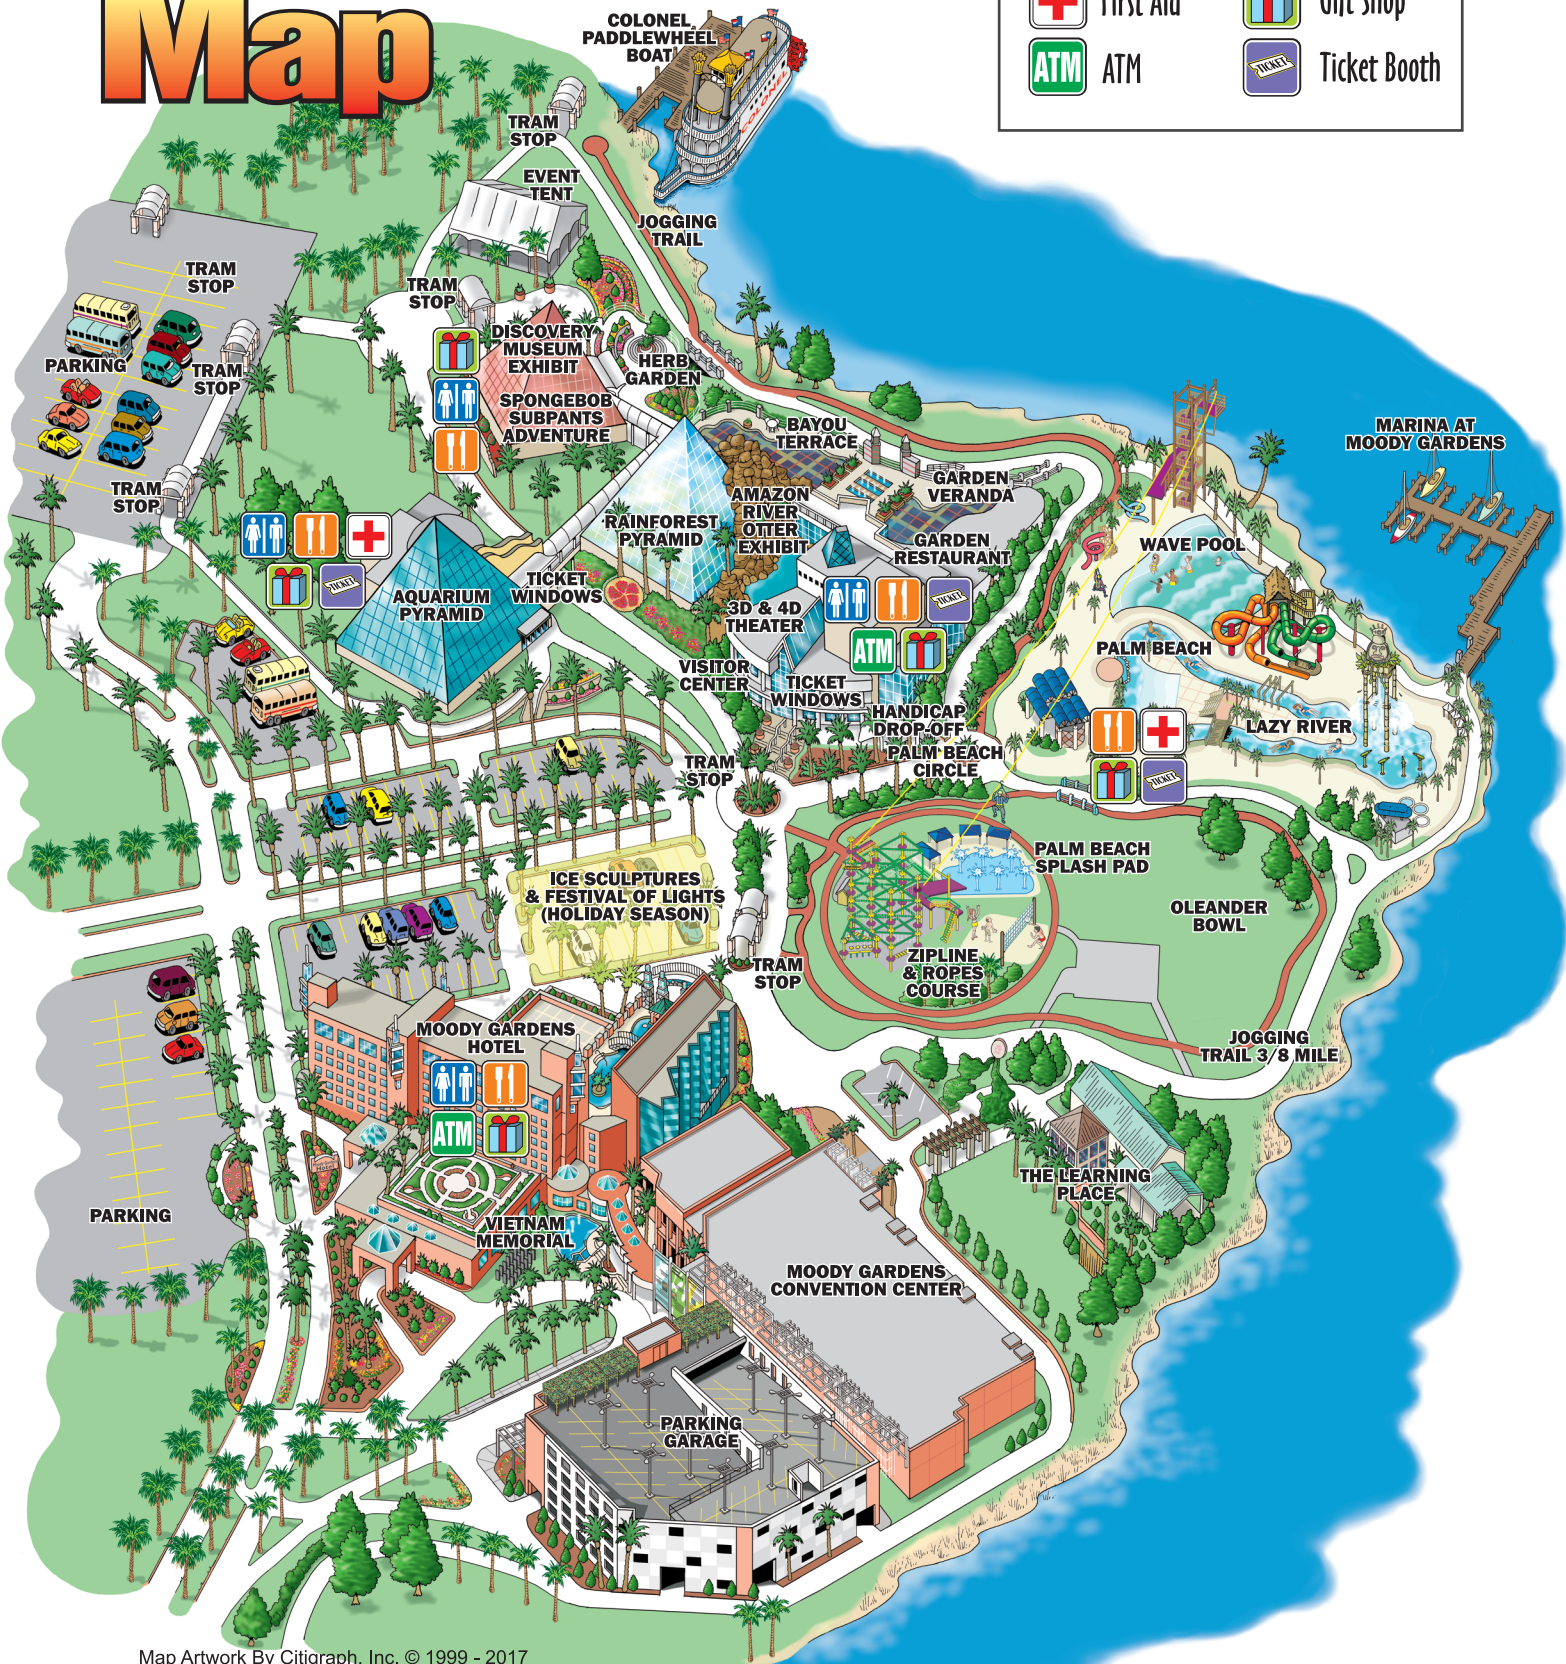 Map
COLONEL
PADDLEWHEEL
BOAT
COLONEL
First Aid
Gift Shop
ATM
ATM
TICKET
Ticket Booth
TRAM
STOP
EVENT
TENT
JOGGING
TRAIL
TRAM
STOP
TRAM
STOP
DISCOVERY
MUSEUM
EXHIBIT
HERB
GARDEN
PARKING
TRAM
STOP
SPONGEBOB
SUBPANTS
ADVENTURE
BAYOU
TERRACE
MARINA AT
MOODY GARDENS
TRAM
STOP
GARDEN
VERANDA
AMAZON
RIVER
OTTER
EXHIBIT
RAINFOREST
PYRAMID
GARDEN
RESTAURANT
WAVE POOL
TICKET
AQUARIUM
PYRAMID
TICKET
WINDOWS
3D & 4D
THEATER
TICKET
ATM
PALM BEACH
VISITOR
CENTER
TICKET
WINDOWS
HANDICAP
DROP-OFF
LAZY RIVER
PALM BEACH
CIRCLE
TRAM
STOP
TICKET
PALM BEACH
SPLASH PAD
ICE SCULPTURES
& FESTIVAL OF LIGHTS
(HOLIDAY SEASON)
OLEANDER
BOWL
TRAM
STOP
ZIPLINE
& ROPES
COURSE
MOODY GARDENS
HOTEL
JOGGING
TRAIL 3/8 MILE
ATM
THE LEARNING
PLACE
PARKING
VIETNAM
MEMORIAL
MOODY GARDENS
CONVENTION CENTER
PARKING
GARAGE
Map Artwork By Citigraph, Inc. © 1999 - 2017